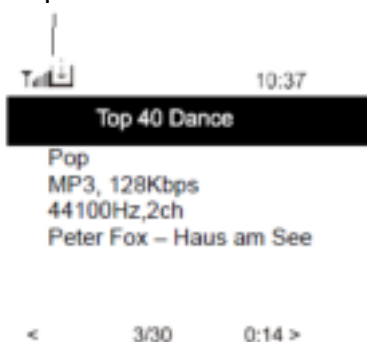 10:37
Top 40 Dance
Pop
MP3, 128Kbps
44100Hz,2ch
Peter Fox – Haus am See
< 3/30 0:14 >